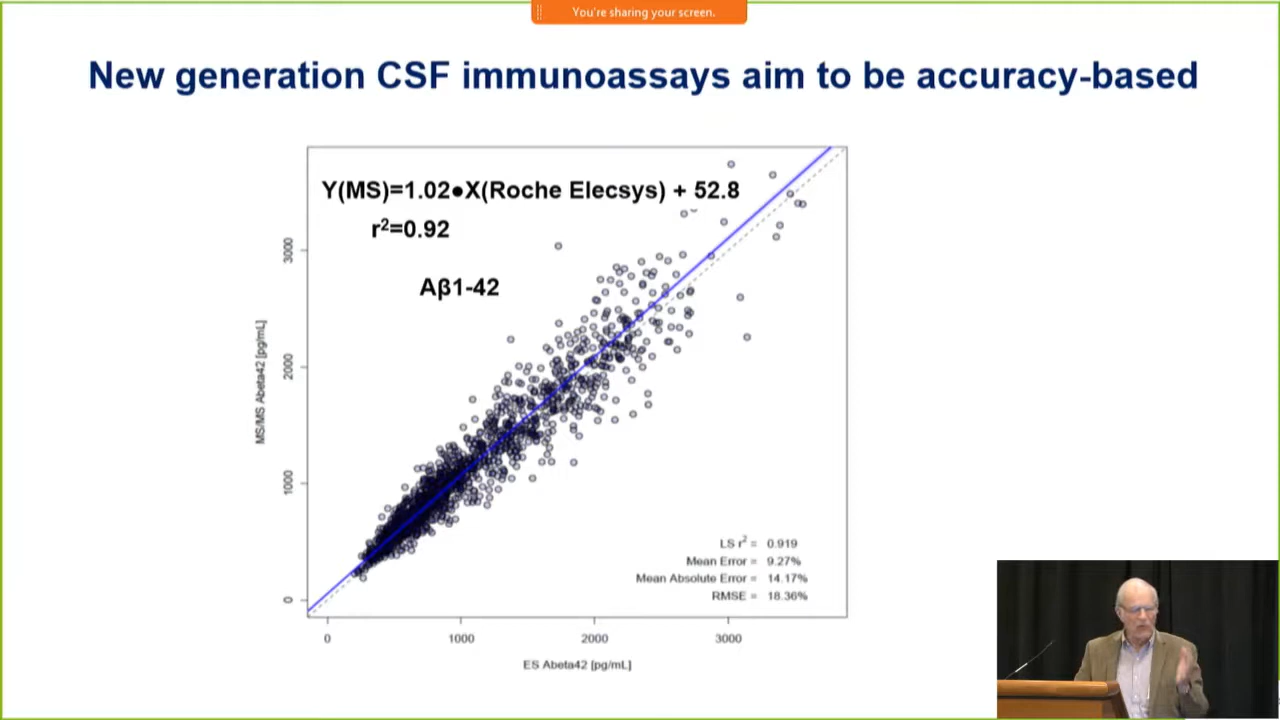 You're sharing your screen.
New generation CSF immunoassays aim to be accuracy-based
Y(MS)=1.02●X(Roche Elecsys) + 52.8
r²=0.92
Aβ1-42
MS/MS Abeta42 [pg/mL]
3000
2000
1000
0
LS r² = 0.919
Mean Error = 9.27%
Mean Absolute Error = 14.17%
RMSE = 18.36%
0 1000 2000 3000
ES Abeta42 [pg/mL]